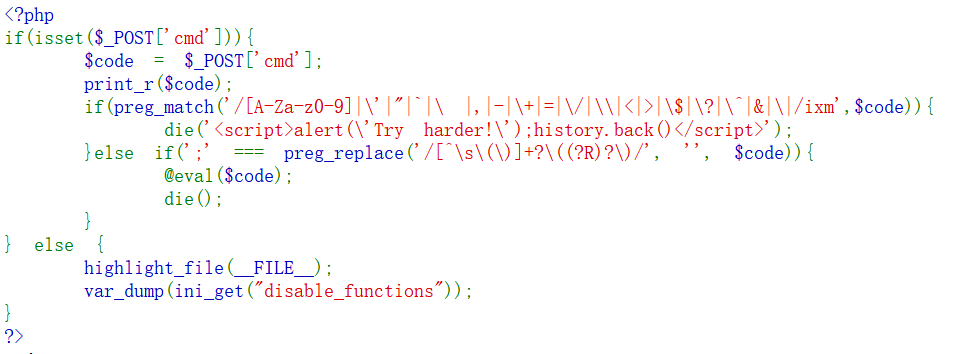 <?php
if(isset($_POST['cmd'])){
        $code  =  $_POST['cmd'];
        print_r($code);
        if(preg_match('/[A-Za-z0-9]|\'|"|`|\  |,|-|\+|=|\/|\\|<|>|\$|\?|\^|&|\|/ixm',$code)){
                die('<script>alert(\'Try  harder!\');history.back()</script>');
        }else  if(';'  ===  preg_replace('/[^\s\(\)]+?\((?R)?\)/',  '',  $code)){
                @eval($code);
                die();
        }
}  else  {
        highlight_file(__FILE__);
        var_dump(ini_get("disable_functions"));
}
?>